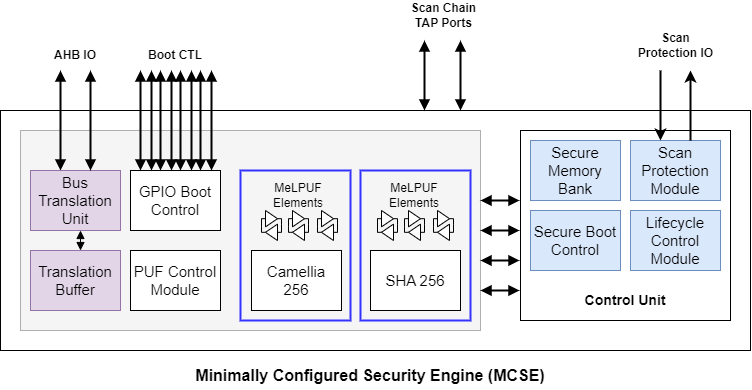 Scan Chain
TAP Ports
AHB IO
Boot CTL
Scan
Protection IO
Bus
Translation
Unit
GPIO Boot
Control
MeLPUF
Elements
MeLPUF
Elements
Secure
Memory
Bank
Scan
Protection
Module
Translation
Buffer
PUF Control
Module
Camellia
256
SHA 256
Secure Boot
Control
Lifecycle
Control
Module
Control Unit
Minimally Configured Security Engine (MCSE)